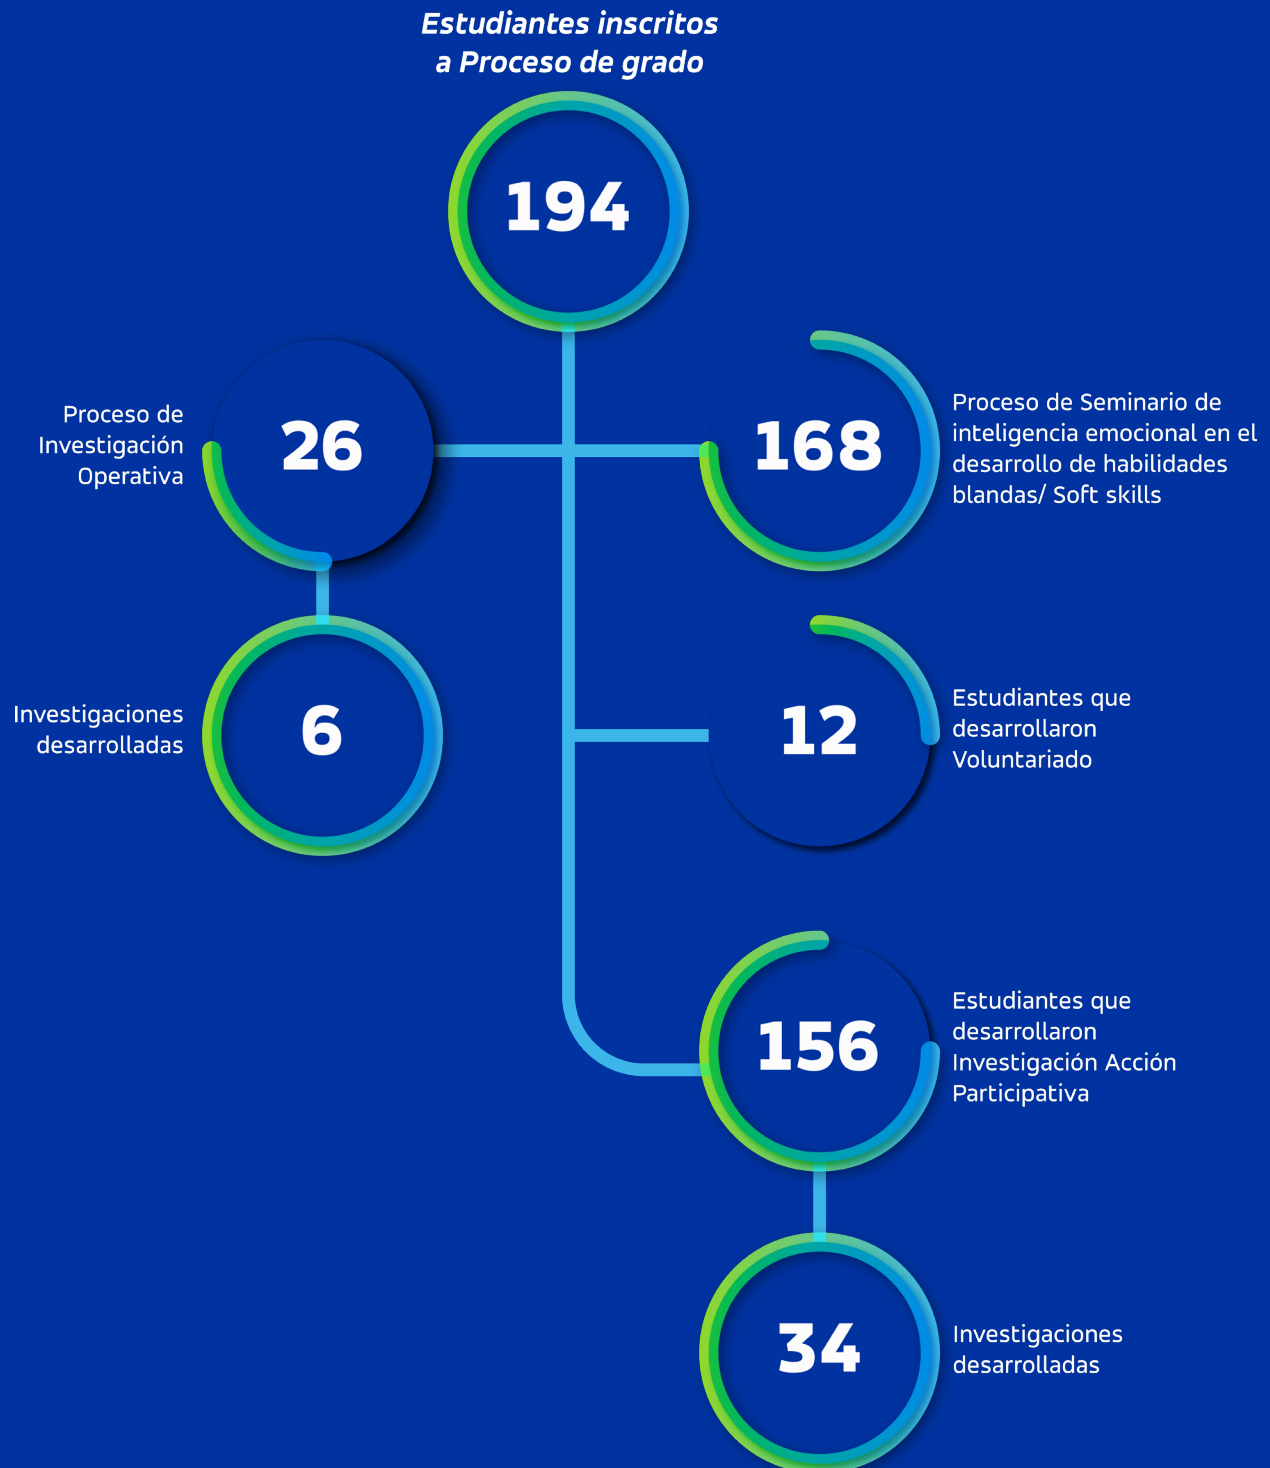 Estudiantes inscritos
a Proceso de grado
194
Proceso de
Investigación
Operativa
26
168
Proceso de Seminario de
inteligencia emocional en el
desarrollo de habilidades
blandas/ Soft skills
Investigaciones
desarrolladas
6
12
Estudiantes que
desarrollaron
Voluntariado
156
Estudiantes que
desarrollaron
Investigación Acción
Participativa
34
Investigaciones
desarrolladas